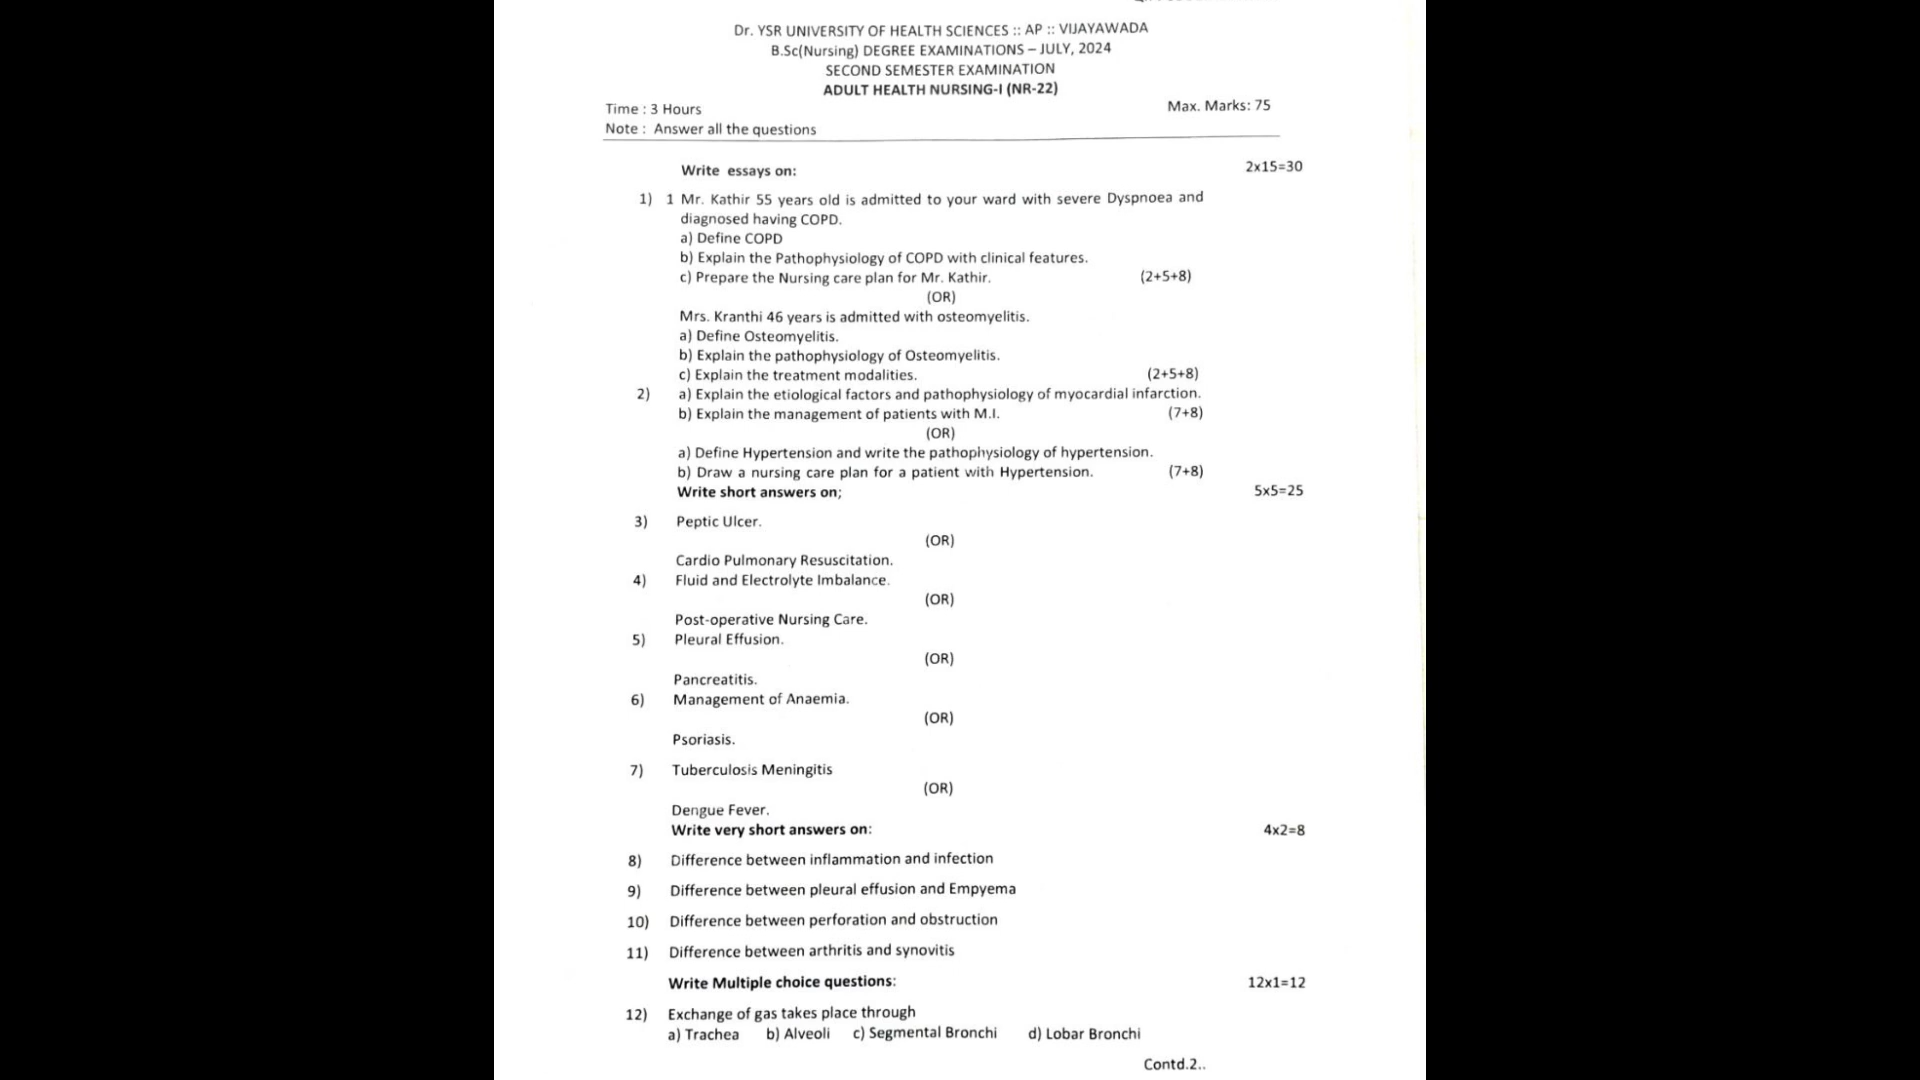 Dr. YSR UNIVERSITY OF HEALTH SCIENCES :: AP :: VIJAYAWADA
B.Sc(Nursing) DEGREE EXAMINATIONS – JULY, 2024
SECOND SEMESTER EXAMINATION
ADULT HEALTH NURSING-I (NR-22)
Time : 3 Hours Max. Marks: 75
Note : Answer all the questions
Write essays on: 2x15=30
1) 1 Mr. Kathir 55 years old is admitted to your ward with severe Dyspnoea and
diagnosed having COPD.
a) Define COPD
b) Explain the Pathophysiology of COPD with clinical features.
c) Prepare the Nursing care plan for Mr. Kathir. (2+5+8)
(OR)
Mrs. Kranthi 46 years is admitted with osteomyelitis.
a) Define Osteomyelitis.
b) Explain the pathophysiology of Osteomyelitis.
c) Explain the treatment modalities. (2+5+8)
2) a) Explain the etiological factors and pathophysiology of myocardial infarction.
b) Explain the management of patients with M.I. (7+8)
(OR)
a) Define Hypertension and write the pathophysiology of hypertension.
b) Draw a nursing care plan for a patient with Hypertension. (7+8)
Write short answers on; 5x5=25
3) Peptic Ulcer.
(OR)
Cardio Pulmonary Resuscitation.
4) Fluid and Electrolyte Imbalance.
(OR)
Post-operative Nursing Care.
5) Pleural Effusion.
(OR)
Pancreatitis.
6) Management of Anaemia.
(OR)
Psoriasis.
7) Tuberculosis Meningitis
(OR)
Dengue Fever.
Write very short answers on: 4x2=8
8) Difference between inflammation and infection
9) Difference between pleural effusion and Empyema
10) Difference between perforation and obstruction
11) Difference between arthritis and synovitis
Write Multiple choice questions: 12x1=12
12) Exchange of gas takes place through
a) Trachea b) Alveoli c) Segmental Bronchi d) Lobar Bronchi
Contd.2..